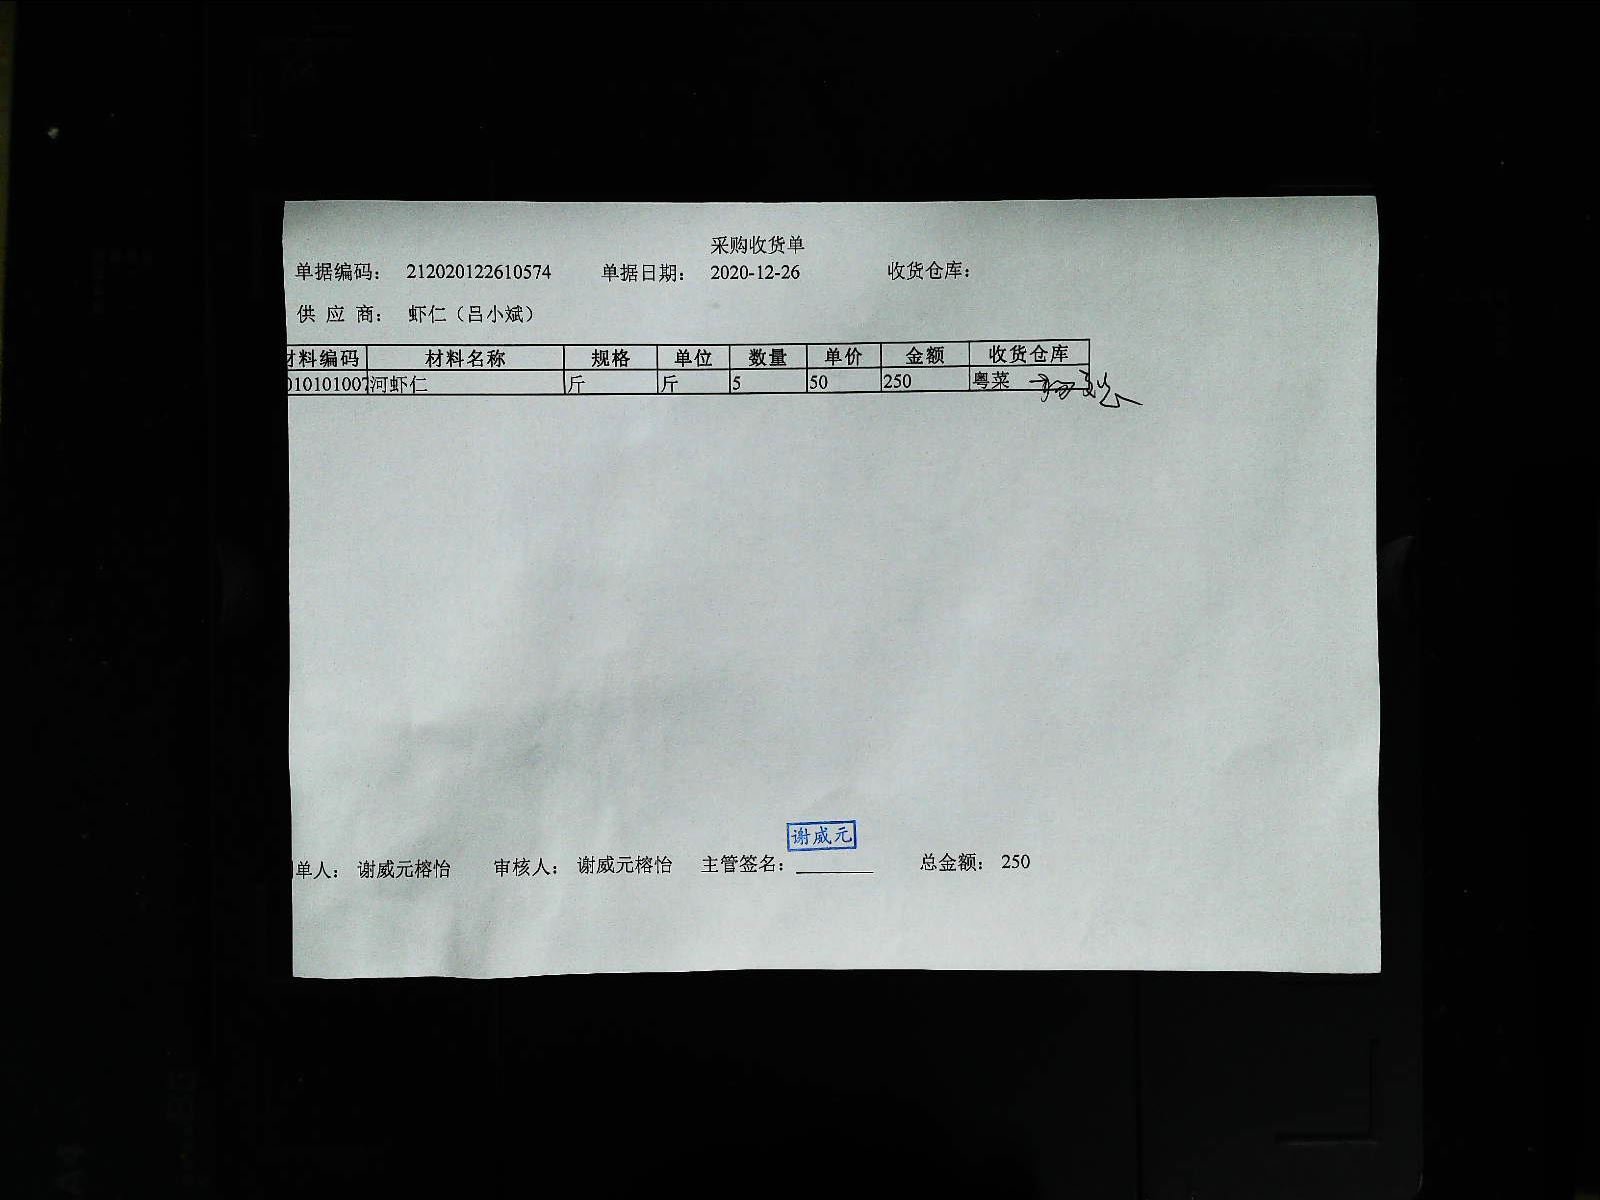 采购收货单
单据编码： 212020122610574 单据日期： 2020-12-26 收货仓库：
供 应 商： 虾仁（吕小斌）
材料编码 材料名称 规格 单位 数量 单价 金额 收货仓库
010101007 河虾仁 斤 斤 5 50 250 粤菜
谢威元
单人： 谢威元榕怡 审核人： 谢威元榕怡 主管签名： 总金额： 250